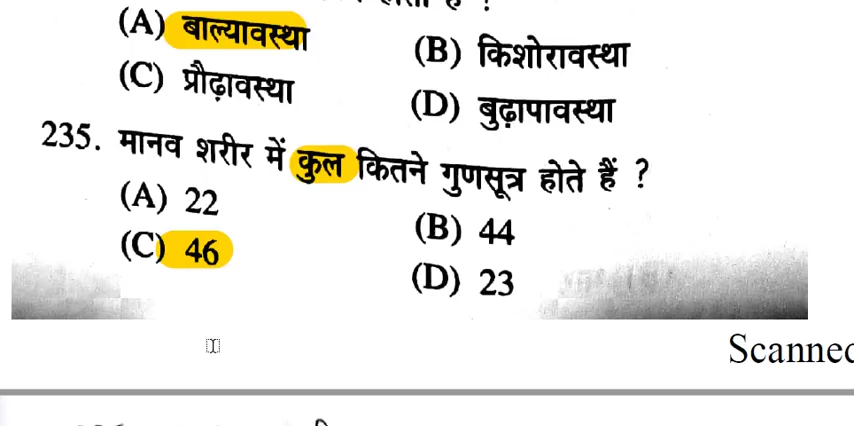 (A) बाल्यावस्था
(B) किशोरावस्था
(C) प्रौढ़ावस्था
(D) बुढ़ापावस्था
235. मानव शरीर में कुल कितने गुणसूत्र होते हैं ?
(A) 22
(B) 44
(C) 46
(D) 23
Scanned